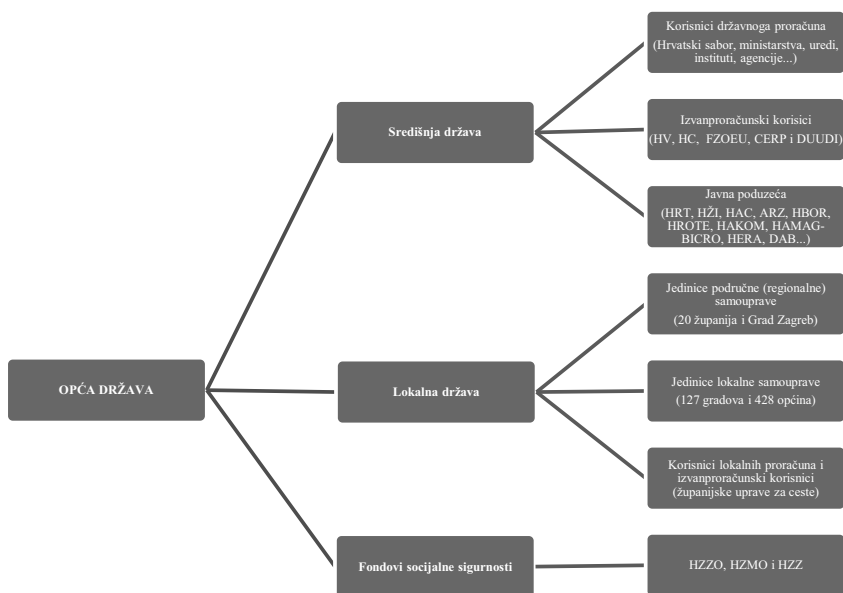 Korisnici državnoga proračuna
(Hrvatski sabor, ministarstva, uredi,
instituti, agencije...)
Središnja država
Izvanproračunski korisici
(HV, HC, FZOEU, CERP i DUUDI)
Javna poduzeća
(HRT, HŽI, HAC, ARZ, HBOR,
HROTE, HAKOM, HAMAG-
BICRO, HERA, DAB...)
OPĆA DRŽAVA
Jedinice područne (regionalne)
samouprave
(20 županija i Grad Zagreb)
Lokalna država
Jedinice lokalne samouprave
(127 gradova i 428 općina)
Korisnici lokalnih proračuna i
izvanproračunski korisnici
(županijske uprave za ceste)
Fondovi socijalne sigurnosti
HZZO, HZMO i HZZ